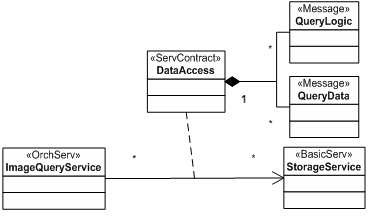 «Message»
QueryLogic
«ServContract»
DataAccess
*
1
«Message»
QueryData
*
«OrchServ»
ImageQueryService
*
*
«BasicServ»
StorageService